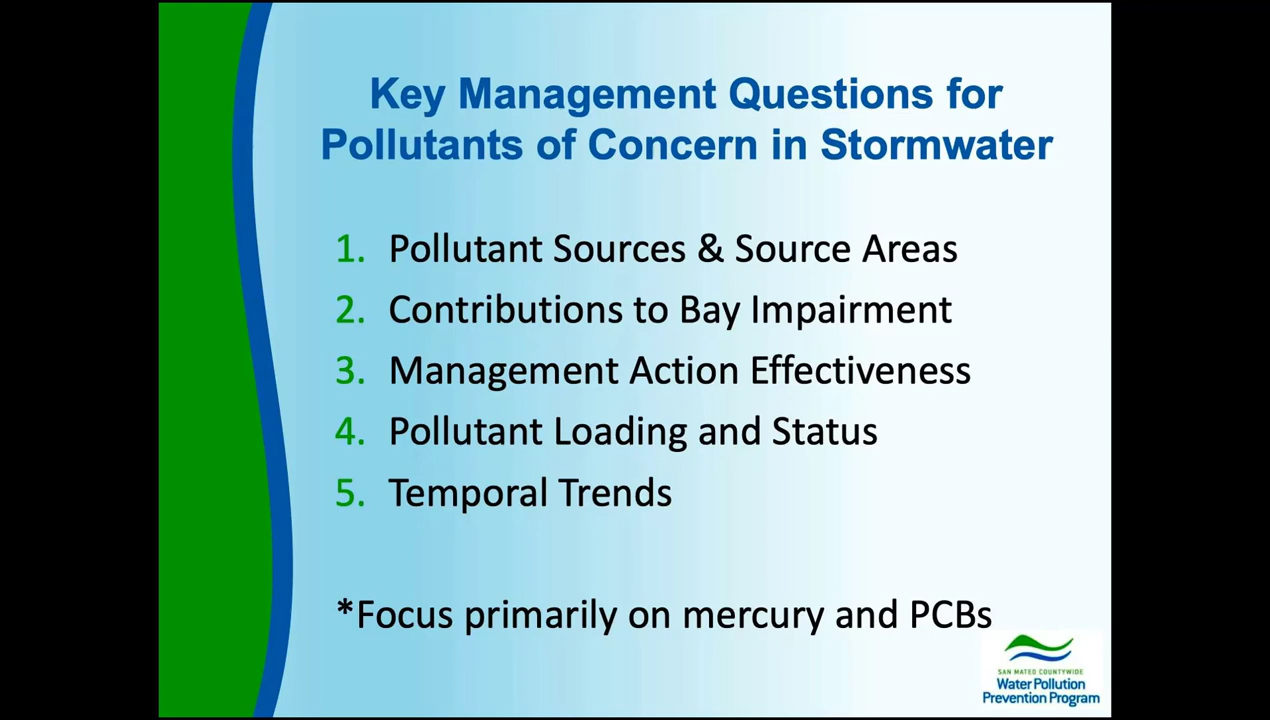 Key Management Questions for
Pollutants of Concern in Stormwater
1. Pollutant Sources & Source Areas
2. Contributions to Bay Impairment
3. Management Action Effectiveness
4. Pollutant Loading and Status
5. Temporal Trends
*Focus primarily on mercury and PCBs
SAN MATEO COUNTYWIDE
Water Pollution
Prevention Program